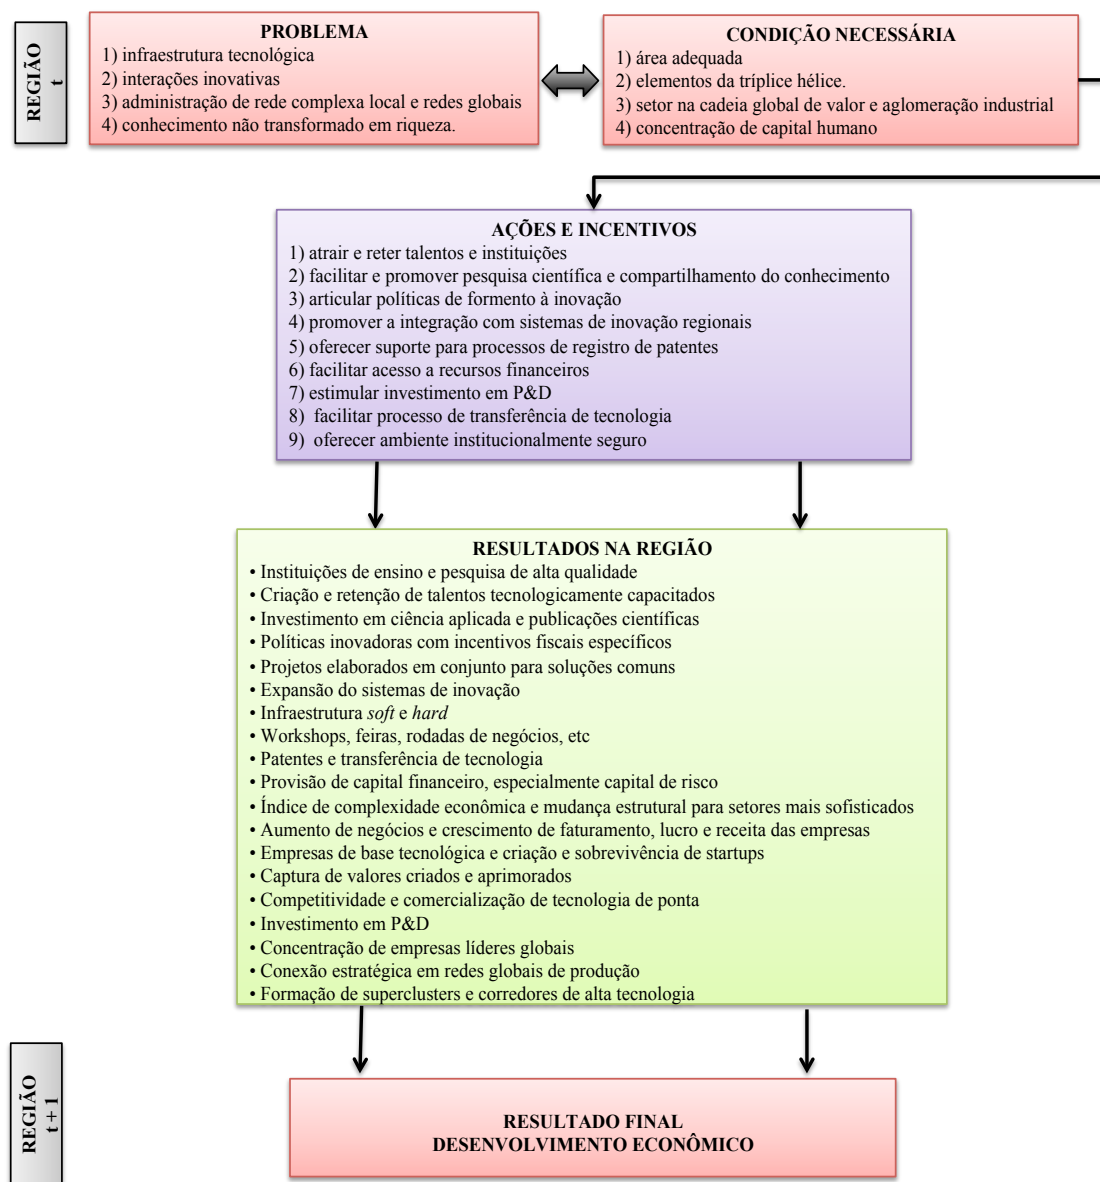 REGIÃO
t
PROBLEMA
1) infraestrutura tecnológica
2) interações inovativas
3) administração de rede complexa local e redes globais
4) conhecimento não transformado em riqueza.
CONDIÇÃO NECESSÁRIA
1) área adequada
2) elementos da tríplice hélice.
3) setor na cadeia global de valor e aglomeração industrial
4) concentração de capital humano
AÇÕES E INCENTIVOS
1) atrair e reter talentos e instituições
2) facilitar e promover pesquisa científica e compartilhamento do conhecimento
3) articular políticas de formento à inovação
4) promover a integração com sistemas de inovação regionais
5) oferecer suporte para processos de registro de patentes
6) facilitar acesso a recursos financeiros
7) estimular investimento em P&D
8) facilitar processo de transferência de tecnologia
9) oferecer ambiente institucionalmente seguro
RESULTADOS NA REGIÃO
• Instituições de ensino e pesquisa de alta qualidade
• Criação e retenção de talentos tecnologicamente capacitados
• Investimento em ciência aplicada e publicações científicas
• Políticas inovadoras com incentivos fiscais específicos
• Projetos elaborados em conjunto para soluções comuns
• Expansão do sistemas de inovação
• Infraestrutura soft e hard
• Workshops, feiras, rodadas de negócios, etc
• Patentes e transferência de tecnologia
• Provisão de capital financeiro, especialmente capital de risco
• Índice de complexidade econômica e mudança estrutural para setores mais sofisticados
• Aumento de negócios e crescimento de faturamento, lucro e receita das empresas
• Empresas de base tecnológica e criação e sobrevivência de startups
• Captura de valores criados e aprimorados
• Competitividade e comercialização de tecnologia de ponta
• Investimento em P&D
• Concentração de empresas líderes globais
• Conexão estratégica em redes globais de produção
• Formação de superclusters e corredores de alta tecnologia
REGIÃO
t + 1
RESULTADO FINAL
DESENVOLVIMENTO ECONÔMICO